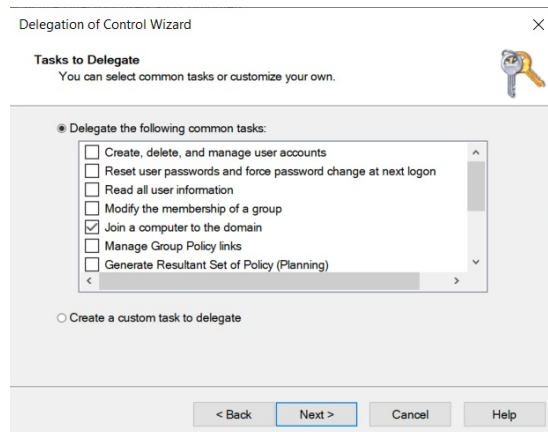 Delegation of Control Wizard
Tasks to Delegate
You can select common tasks or customize your own.
Delegate the following common tasks:
Create, delete, and manage user accounts
Reset user passwords and force password change at next logon
Read all user information
Modify the membership of a group
Join a computer to the domain
Manage Group Policy links
Generate Resultant Set of Policy (Planning)
Create a custom task to delegate
< Back Next > Cancel Help